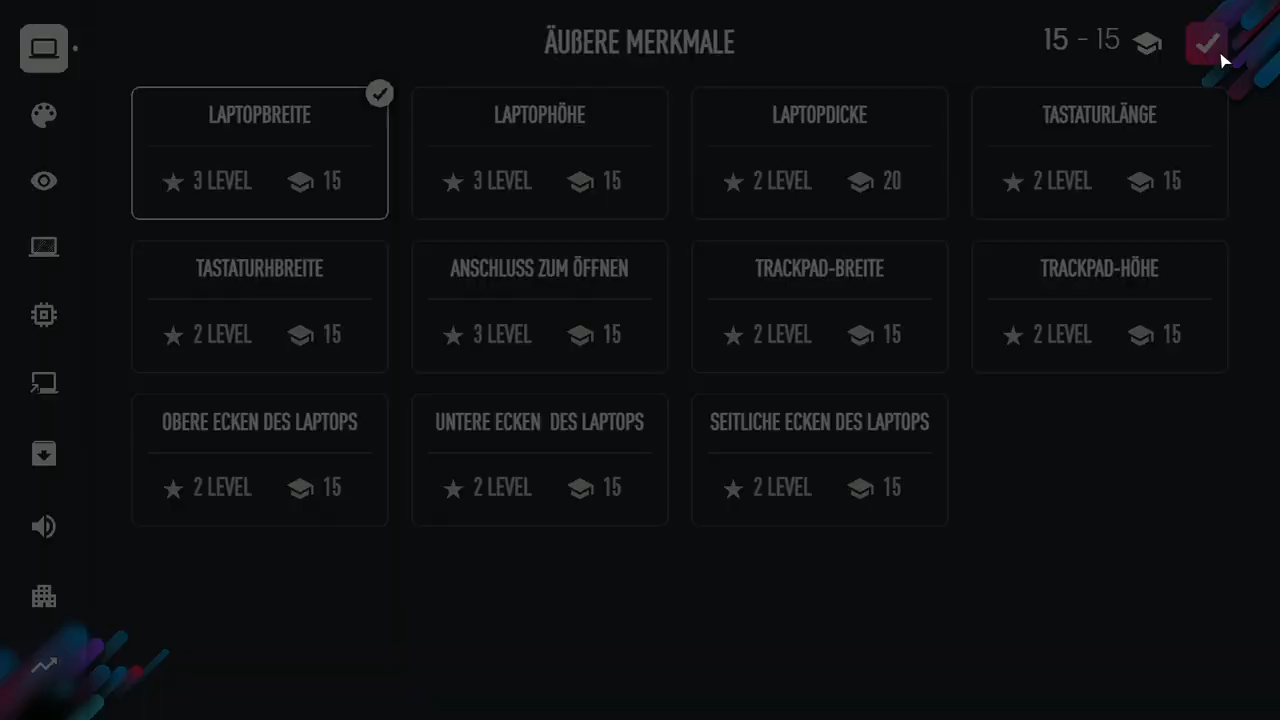 ÄUßERE MERKMALE
15 - 15
LAPTOPBREITE
3 LEVEL 15
LAPTOPHÖHE
3 LEVEL 15
LAPTOPDICKE
2 LEVEL 20
TASTATURLÄNGE
2 LEVEL 15
TASTATURHBREITE
2 LEVEL 15
ANSCHLUSS ZUM ÖFFNEN
3 LEVEL 15
TRACKPAD-BREITE
2 LEVEL 15
TRACKPAD-HÖHE
2 LEVEL 15
OBERE ECKEN DES LAPTOPS
2 LEVEL 15
UNTERE ECKEN DES LAPTOPS
2 LEVEL 15
SEITLICHE ECKEN DES LAPTOPS
2 LEVEL 15